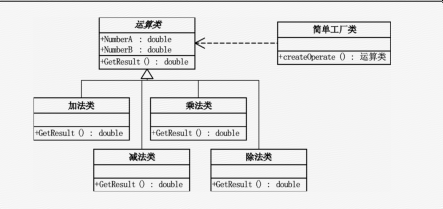 运算类
+NumberA : double
+NumberB : double
+GetResult () : double
简单工厂类
+createOperate () : 运算类
加法类
+GetResult () : double
乘法类
+GetResult () : double
减法类
+GetResult () : double
除法类
+GetResult () : double